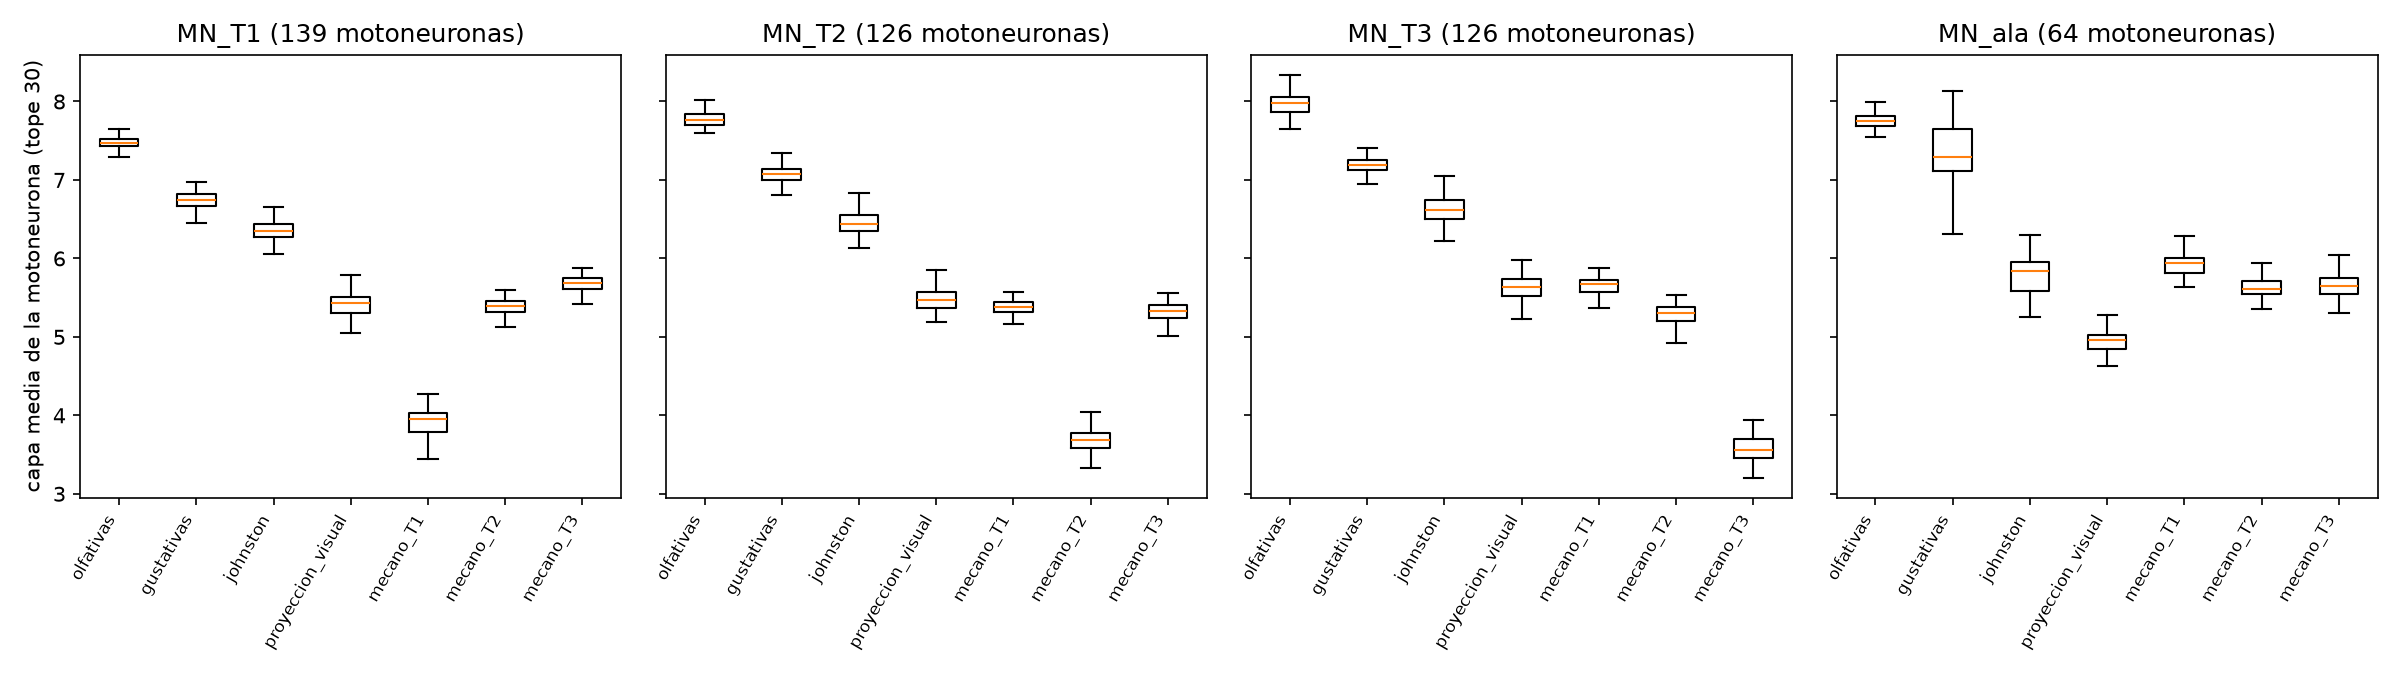 MN_T1 (139 motoneuronas)
MN_T2 (126 motoneuronas)
MN_T3 (126 motoneuronas)
MN_ala (64 motoneuronas)
capa media de la motoneurona (tope 30)
8
7
6
5
4
3
olfativas
gustativas
johnston
proyeccion_visual
mecano_T1
mecano_T2
mecano_T3
olfativas
gustativas
johnston
proyeccion_visual
mecano_T1
mecano_T2
mecano_T3
olfativas
gustativas
johnston
proyeccion_visual
mecano_T1
mecano_T2
mecano_T3
olfativas
gustativas
johnston
proyeccion_visual
mecano_T1
mecano_T2
mecano_T3